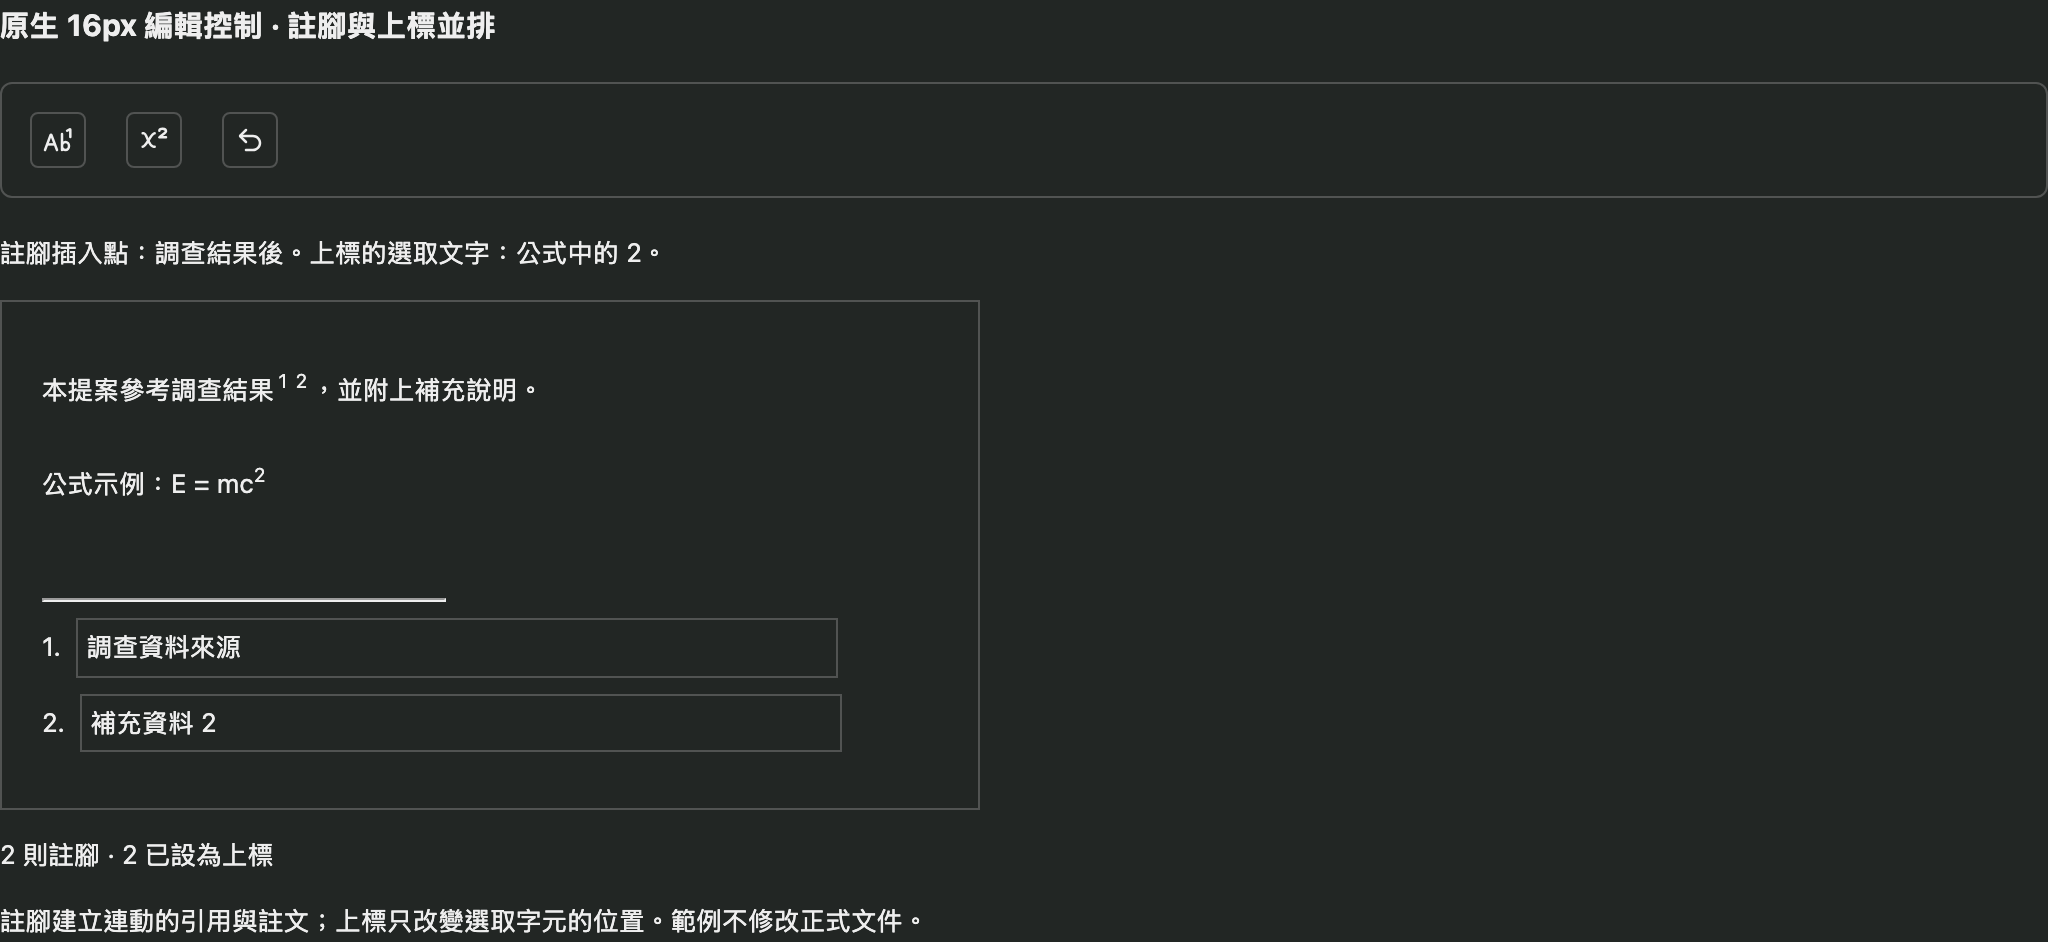 原生 16px 編輯控制 · 註腳與上標並排
Ab¹ x²
註腳插入點：調查結果後。上標的選取文字：公式中的 2。
本提案參考調查結果¹ ²，並附上補充說明。
公式示例：E = mc²
1. 調查資料來源
2. 補充資料 2
2 則註腳 · 2 已設為上標
註腳建立連動的引用與註文；上標只改變選取字元的位置。範例不修改正式文件。